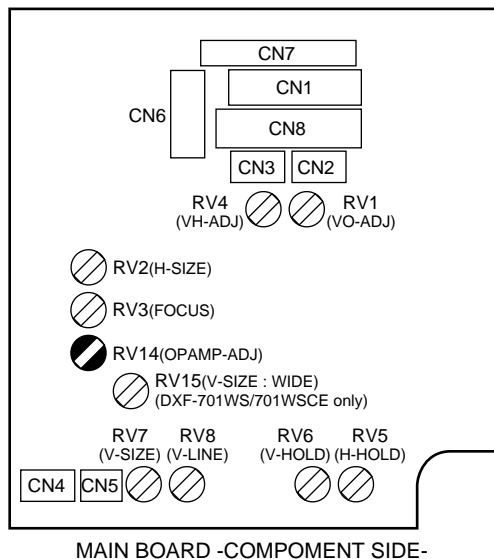 CN7
CN1
CN6
CN8
CN3 CN2
RV4 RV1
(VH-ADJ) (VO-ADJ)
RV2(H-SIZE)
RV3(FOCUS)
RV14(OPAMP-ADJ)
RV15(V-SIZE : WIDE)
(DXF-701WS/701WSCE only)
RV7 RV8 RV6 RV5
(V-SIZE) (V-LINE) (V-HOLD) (H-HOLD)
CN4 CN5
MAIN BOARD -COMPOMENT SIDE-